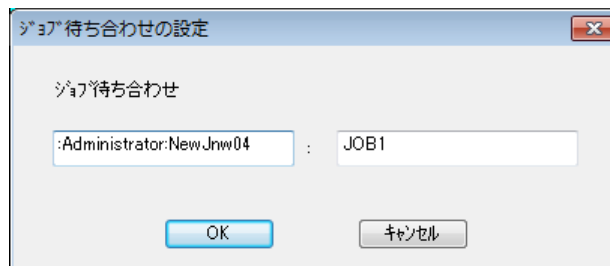 ｼﾞｮﾌﾞ待ち合わせの設定
ｼﾞｮﾌﾞ待ち合わせ
:Administrator:NewJnw04 : JOB1
OK ｷｬﾝｾﾙ